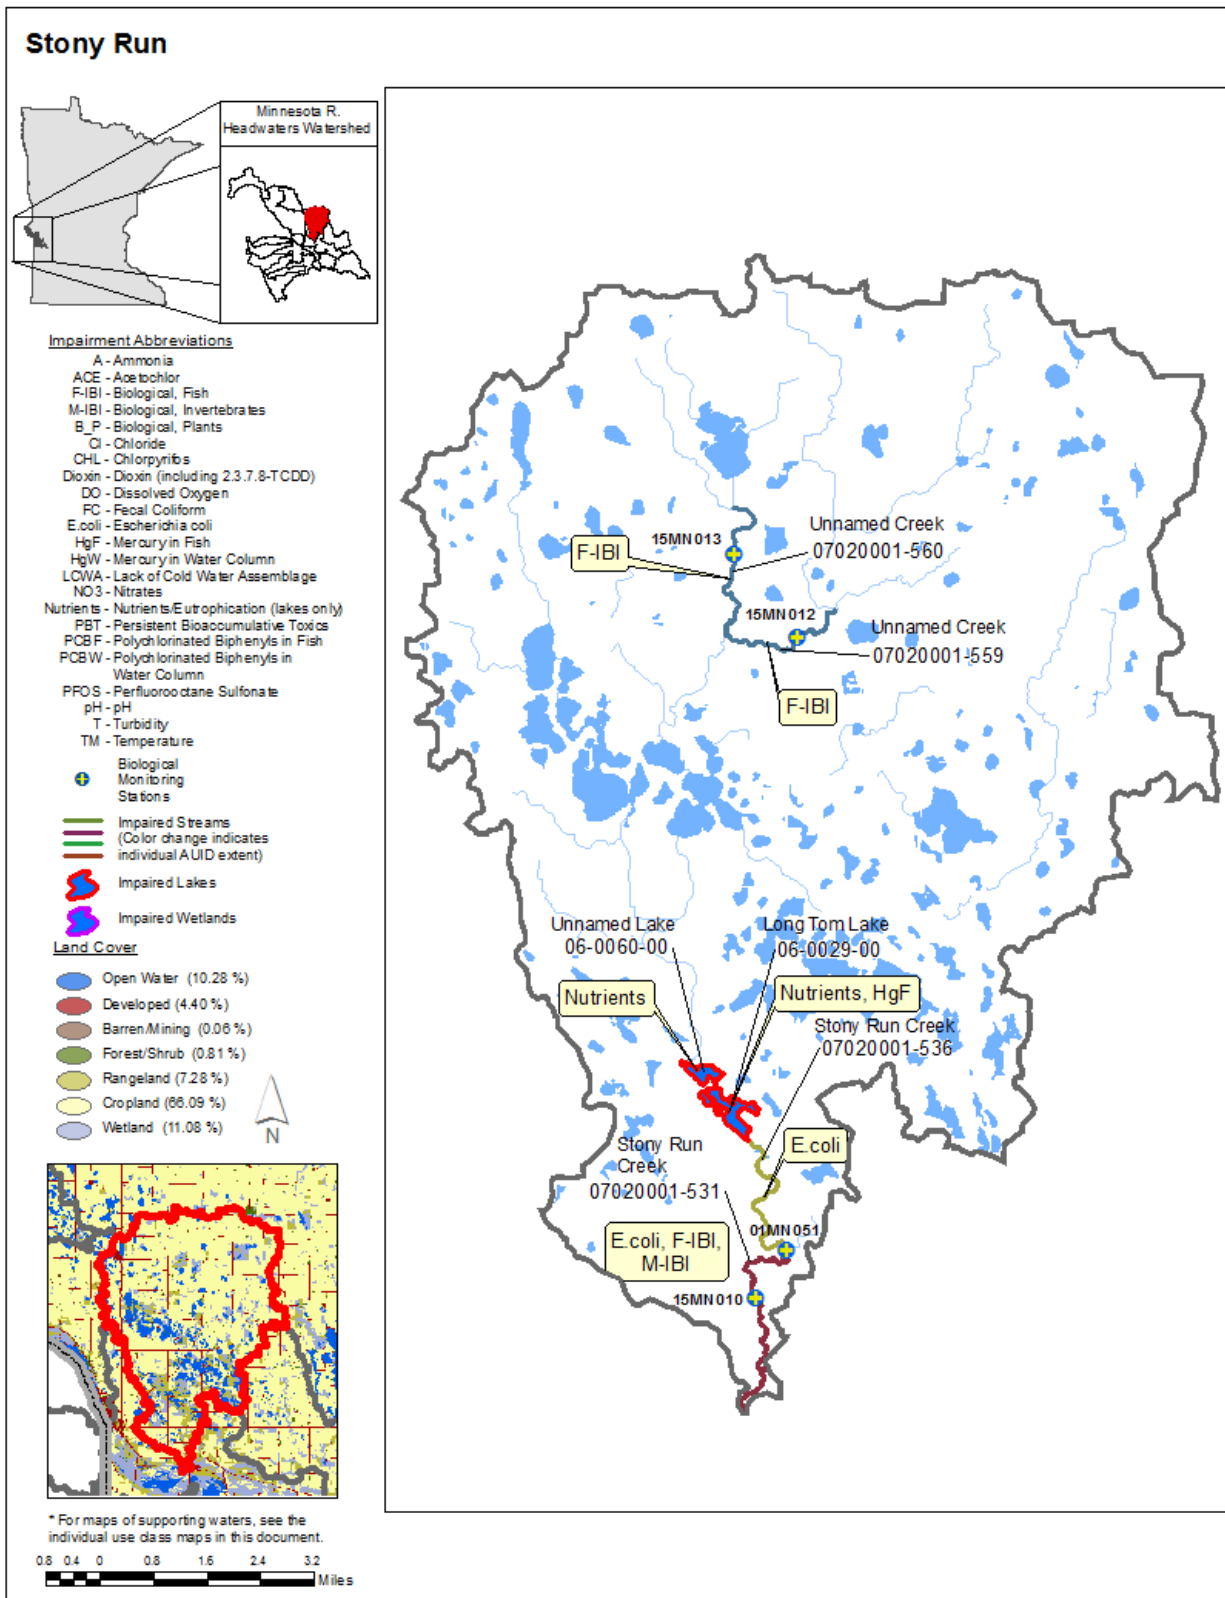 Stony Run
Minnesota R.
Headwaters Watershed
Impairment Abbreviations
A - Ammonia
ACE - Acetochlor
F-IBI - Biological, Fish
M-IBI - Biological, Invertebrates
B_P - Biological, Plants
Cl - Chloride
CHL - Chlorpyrifos
Dioxin - Dioxin (including 2.3.7.8-TCDD)
DO - Dissolved Oxygen
FC - Fecal Coliform
E.coli - Escherichia coli
HgF - Mercury in Fish
HgW - Mercury in Water Column
LCWA - Lack of Cold Water Assemblage
NO3 - Nitrates
Nutrients - Nutrients/Eutrophication (lakes only)
PBT - Persistent Bioaccumulative Toxics
PCBF - Polychlorinated Biphenyls in Fish
PCBW - Polychlorinated Biphenyls in
Water Column
PFOS - Perfluorooctane Sulfonate
pH - pH
T - Turbidity
TM - Temperature
Biological
Monitoring
Stations
Impaired Streams
(Color change indicates
individual AUID extent)
Impaired Lakes
Impaired Wetlands
Land Cover
Open Water (10.28 %)
Developed (4.40 %)
Barren/Mining (0.06 %)
Forest/Shrub (0.81 %)
Rangeland (7.28 %)
Cropland (66.09 %)
Wetland (11.08 %)
N
* For maps of supporting waters, see the
individual use class maps in this document.
0.8 0.4 0 0.8 1.6 2.4 3.2
Miles
15MN013
Unnamed Creek
07020001-560
F-IBI
15MN012
Unnamed Creek
07020001-559
F-IBI
Unnamed Lake
06-0060-00
Long Tom Lake
06-0029-00
Nutrients
Nutrients, HgF
Stony Run Creek
07020001-536
Stony Run
Creek
07020001-531
E.coli
01MN051
E.coli, F-IBI,
M-IBI
15MN010